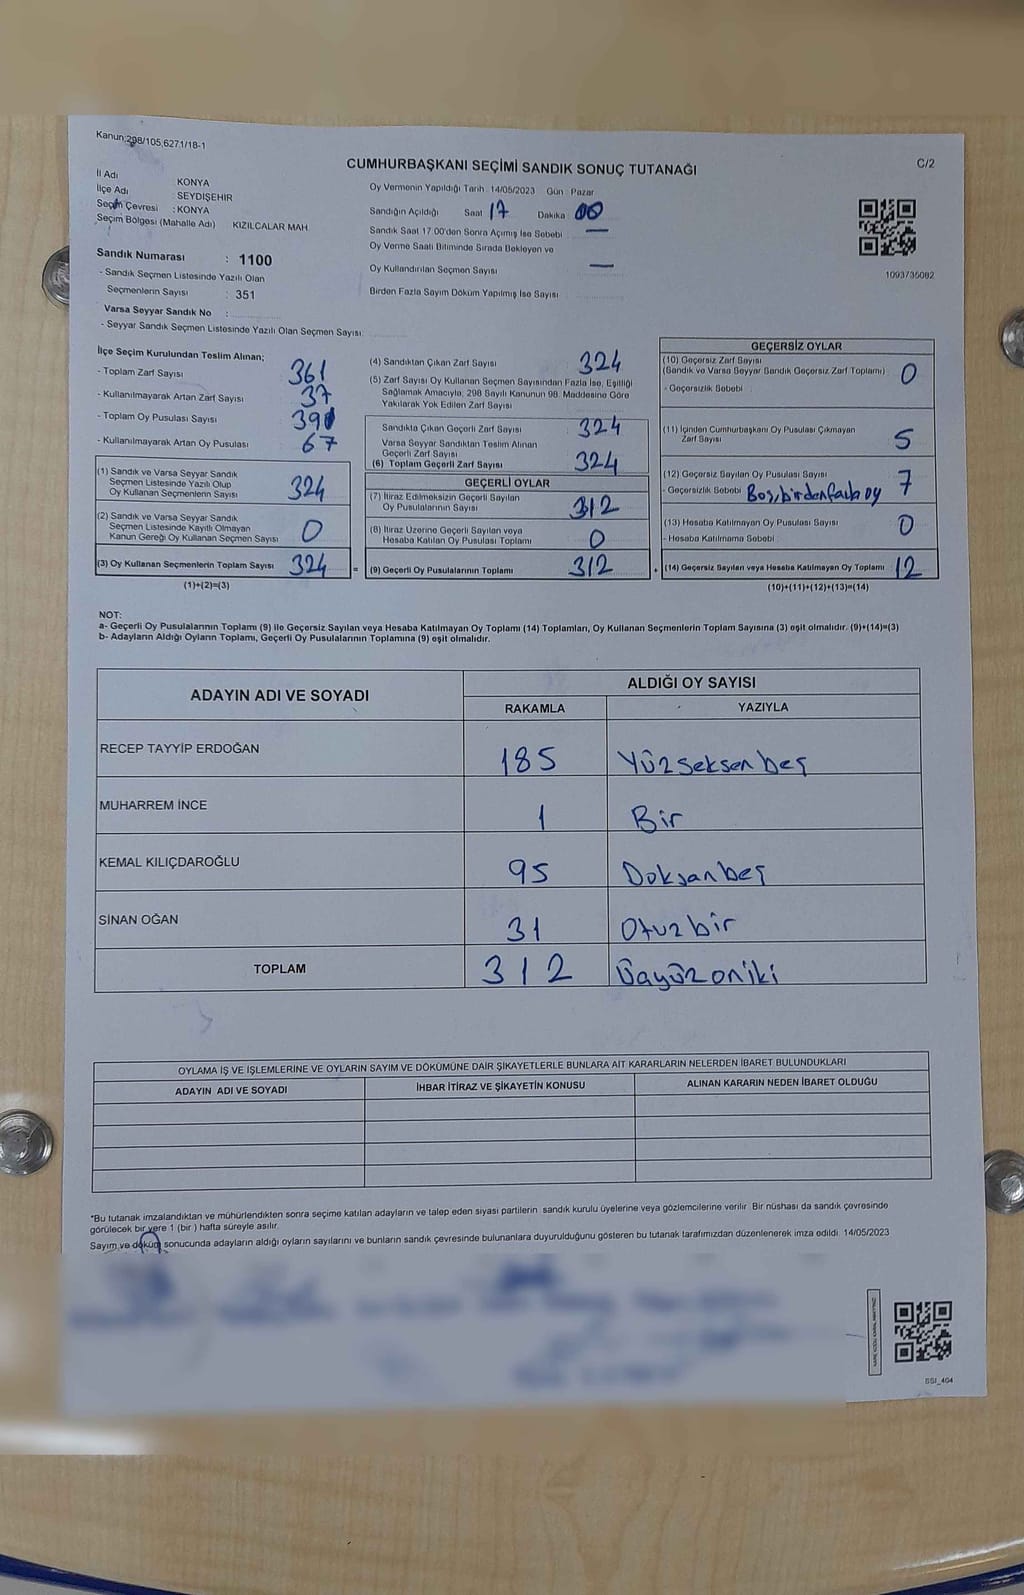 Kanun:298/105,627.1/18-1
CUMHURBAŞKANI SEÇİMİ SANDIK SONUÇ TUTANAĞI
C/2
İl Adı KONYA
İlçe Adı : SEYDİŞEHİR
Seçim Çevresi : KONYA
Seçim Bölgesi (Mahalle Adı) KIZILCALAR MAH
Sandık Numarası : 1100
- Sandık Seçmen Listesinde Yazılı Olan
Seçmenlerin Sayısı : 351
Varsa Seyyar Sandık No :
- Seyyar Sandık Seçmen Listesinde Yazılı Olan Seçmen Sayısı:
Oy Vermenin Yapıldığı Tarih 14/05/2023 Gün Pazar
Sandığın Açıldığı Saat 17 Dakika 00
Sandık Saat 17 00'den Sonra Açımış İse Sebebi —
Oy Verme Saati Bitiminde Sırada Bekleyen ve
Oy Kullandırılan Seçmen Sayısı —
Birden Fazla Sayım Döküm Yapılmış İse Sayısı
1093735082
İlçe Seçim Kurulundan Teslim Alınan;
- Toplam Zarf Sayısı 361
- Kullanılmayarak Artan Zarf Sayısı 37
- Toplam Oy Pusulası Sayısı 391
- Kullanılmayarak Artan Oy Pusulası 67
(1) Sandık ve Varsa Seyyar Sandık
Seçmen Listesinde Yazılı Olup
Oy Kullanan Seçmenlerin Sayısı 324
(2) Sandık ve Varsa Seyyar Sandık
Seçmen Listesinde Kayıtlı Olmayan
Kanun Gereği Oy Kullanan Seçmen Sayısı 0
(3) Oy Kullanan Seçmenlerin Toplam Sayısı 324 =
(1)+(2)=(3)
(4) Sandıktan Çıkan Zarf Sayısı 324
(5) Zarf Sayısı Oy Kullanan Seçmen Sayısından Fazla İse, Eşitliği
Sağlamak Amacıyla; 298 Sayılı Kanunun 98. Maddesine Göre
Yakılarak Yok Edilen Zarf Sayısı
Sandıkta Çıkan Geçerli Zarf Sayısı 324
Varsa Seyyar Sandıktan Teslim Alınan
Geçerli Zarf Sayısı
(6) Toplam Geçerli Zarf Sayısı 324
GEÇERLİ OYLAR
(7) İtiraz Edilmeksizin Geçerli Sayılan
Oy Pusulalarının Sayısı 312
(8) İtiraz Üzerine Geçerli Sayılan veya
Hesaba Katılan Oy Pusulası Toplamı 0
(9) Geçerli Oy Pusulalarının Toplamı 312 +
GEÇERSİZ OYLAR
(10) Geçersiz Zarf Sayısı
(Sandık ve Varsa Seyyar Sandık Geçersiz Zarf Toplamı) 0
- Geçersizlik Sebebi
(11) İçinden Cumhurbaşkanı Oy Pusulası Çıkmayan
Zarf Sayısı 5
(12) Geçersiz Sayılan Oy Pusulası Sayısı 7
- Geçersizlik Sebebi Boş, birden fazla oy
(13) Hesaba Katılmayan Oy Pusulası Sayısı 0
- Hesaba Katılmama Sebebi
(14) Geçersiz Sayılan veya Hesaba Katılmayan Oy Toplamı 12
(10)+(11)+(12)+(13)=(14)
NOT:
a- Geçerli Oy Pusulalarının Toplamı (9) ile Geçersiz Sayılan veya Hesaba Katılmayan Oy Toplamı (14) Toplamları, Oy Kullanan Seçmenlerin Toplam Sayısına (3) eşit olmalıdır. (9)+(14)=(3)
b- Adayların Aldığı Oyların Toplamı, Geçerli Oy Pusulalarının Toplamına (9) eşit olmalıdır.
ADAYIN ADI VE SOYADI ALDIĞI OY SAYISI
RAKAMLA YAZIYLA
RECEP TAYYİP ERDOĞAN 185 Yüzseksenbeş
MUHARREM İNCE 1 Bir
KEMAL KILIÇDAROĞLU 95 Doksanbeş
SİNAN OĞAN 31 Otuzbir
TOPLAM 312 Üçyüzoniki
OYLAMA İŞ VE İŞLEMLERİNE VE OYLARIN SAYIM VE DÖKÜMÜNE DAİR ŞİKAYETLERLE BUNLARA AİT KARARLARIN NELERDEN İBARET BULUNDUKLARI
ADAYIN ADI VE SOYADI İHBAR İTİRAZ VE ŞİKAYETİN KONUSU ALINAN KARARIN NEDEN İBARET OLDUĞU
*Bu tutanak imzalandıktan ve mühürlendikten sonra seçime katılan adayların ve talep eden siyasi partilerin sandık kurulu üyelerine veya gözlemcilerine verilir. Bir nüshası da sandık çevresinde
görülecek bir yere 1 (bir ) hafta süreyle asılır.
Sayım ve döküm sonucunda adayların aldığı oyların sayılarını ve bunların sandık çevresinde bulunanlara duyurulduğunu gösteren bu tutanak tarafımızdan düzenlenerek imza edildi. 14/05/2023
SSI_404